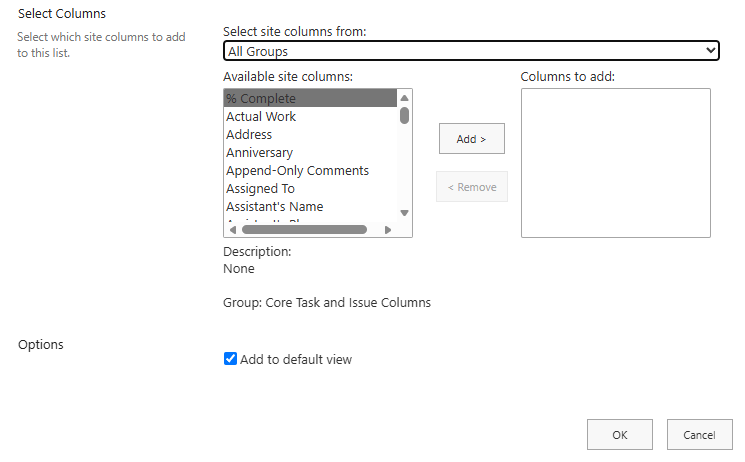 Select Columns
Select which site columns to add
to this list.
Select site columns from:
All Groups
Available site columns:
% Complete
Actual Work
Address
Anniversary
Append-Only Comments
Assigned To
Assistant's Name
Add >
< Remove
Columns to add:
Description:
None
Group: Core Task and Issue Columns
Options
Add to default view
OK
Cancel